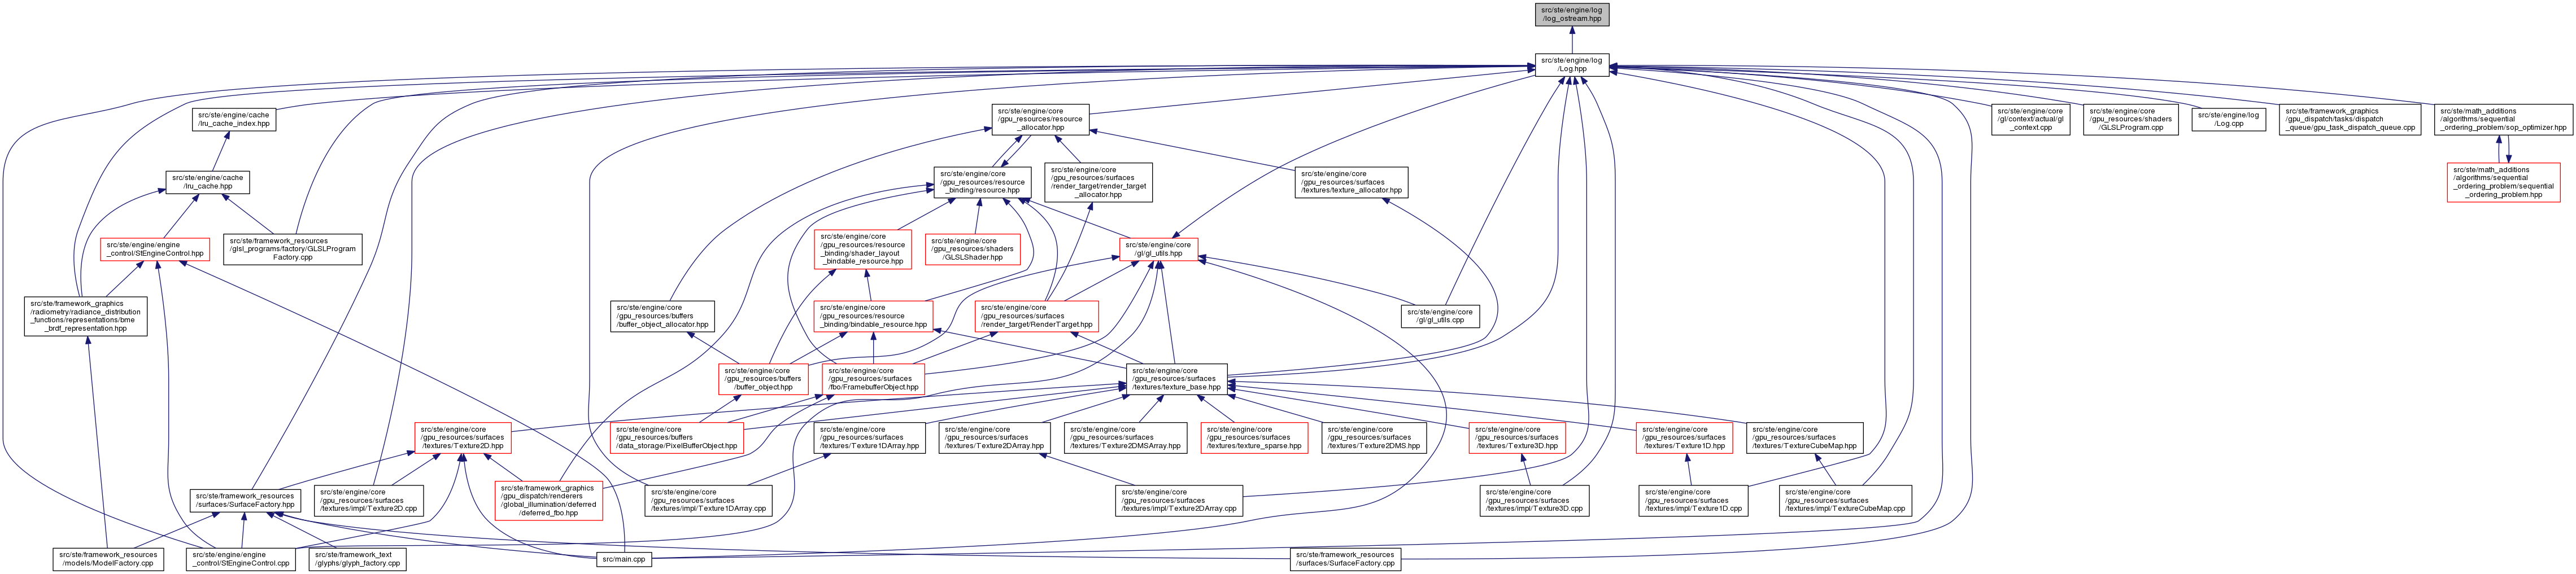 src/ste/engine/log
/log_ostream.hpp
src/ste/engine/log
/Log.hpp
src/ste/engine/cache
/lru_cache_index.hpp
src/ste/engine/core
/gpu_resources/resource
_allocator.hpp
src/ste/engine/core
/gl/context/actual/gl
_context.cpp
src/ste/engine/core
/gpu_resources/shaders
/GLSLProgram.cpp
src/ste/engine/log
/Log.cpp
src/ste/framework_graphics
/gpu_dispatch/tasks/dispatch
_queue/gpu_task_dispatch_queue.cpp
src/ste/math_additions
/algorithms/sequential
_ordering_problem/sop_optimizer.hpp
src/ste/engine/cache
/lru_cache.hpp
src/ste/engine/core
/gpu_resources/resource
_binding/resource.hpp
src/ste/engine/core
/gpu_resources/surfaces
/render_target/render_target
_allocator.hpp
src/ste/engine/core
/gpu_resources/surfaces
/textures/texture_allocator.hpp
src/ste/math_additions
/algorithms/sequential
_ordering_problem/sequential
_ordering_problem.hpp
src/ste/engine/engine
_control/StEngineControl.hpp
src/ste/framework_resources
/glsl_programs/factory/GLSLProgram
Factory.cpp
src/ste/engine/core
/gpu_resources/resource
_binding/shader_layout
_bindable_resource.hpp
src/ste/engine/core
/gpu_resources/shaders
/GLSLShader.hpp
src/ste/engine/core
/gl/gl_utils.hpp
src/ste/framework_graphics
/radiometry/radiance_distribution
_functions/representations/bme
_brdf_representation.hpp
src/ste/engine/core
/gpu_resources/buffers
/buffer_object_allocator.hpp
src/ste/engine/core
/gpu_resources/resource
_binding/bindable_resource.hpp
src/ste/engine/core
/gpu_resources/surfaces
/render_target/RenderTarget.hpp
src/ste/engine/core
/gl/gl_utils.cpp
src/ste/engine/core
/gpu_resources/buffers
/buffer_object.hpp
src/ste/engine/core
/gpu_resources/surfaces
/fbo/FramebufferObject.hpp
src/ste/engine/core
/gpu_resources/surfaces
/textures/texture_base.hpp
src/ste/engine/core
/gpu_resources/surfaces
/textures/Texture2D.hpp
src/ste/engine/core
/gpu_resources/buffers
/data_storage/PixelBufferObject.hpp
src/ste/engine/core
/gpu_resources/surfaces
/textures/Texture1DArray.hpp
src/ste/engine/core
/gpu_resources/surfaces
/textures/Texture2DArray.hpp
src/ste/engine/core
/gpu_resources/surfaces
/textures/Texture2DMSArray.hpp
src/ste/engine/core
/gpu_resources/surfaces
/textures/texture_sparse.hpp
src/ste/engine/core
/gpu_resources/surfaces
/textures/Texture2DMS.hpp
src/ste/engine/core
/gpu_resources/surfaces
/textures/Texture3D.hpp
src/ste/engine/core
/gpu_resources/surfaces
/textures/Texture1D.hpp
src/ste/engine/core
/gpu_resources/surfaces
/textures/TextureCubeMap.hpp
src/ste/framework_resources
/surfaces/SurfaceFactory.hpp
src/ste/engine/core
/gpu_resources/surfaces
/textures/impl/Texture2D.cpp
src/ste/framework_graphics
/gpu_dispatch/renderers
/global_illumination/deferred
/deferred_fbo.hpp
src/ste/engine/core
/gpu_resources/surfaces
/textures/impl/Texture1DArray.cpp
src/ste/engine/core
/gpu_resources/surfaces
/textures/impl/Texture2DArray.cpp
src/ste/engine/core
/gpu_resources/surfaces
/textures/impl/Texture3D.cpp
src/ste/engine/core
/gpu_resources/surfaces
/textures/impl/Texture1D.cpp
src/ste/engine/core
/gpu_resources/surfaces
/textures/impl/TextureCubeMap.cpp
src/ste/framework_resources
/models/ModelFactory.cpp
src/ste/engine/engine
_control/StEngineControl.cpp
src/ste/framework_text
/glyphs/glyph_factory.cpp
src/main.cpp
src/ste/framework_resources
/surfaces/SurfaceFactory.cpp